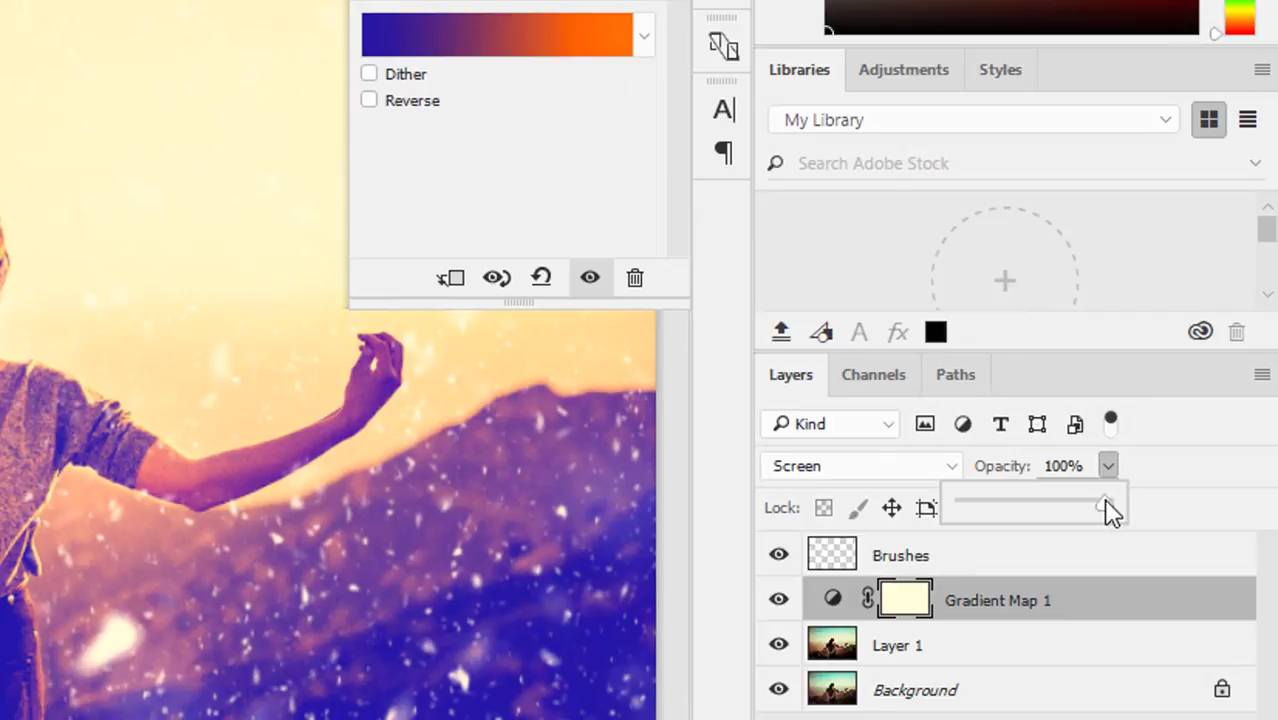 Dither
Reverse
A|
¶
Libraries Adjustments Styles
My Library
Search Adobe Stock
+
A fx
Layers Channels Paths
Kind T
Screen Opacity: 100%
Lock:
Brushes
Gradient Map 1
Layer 1
Background